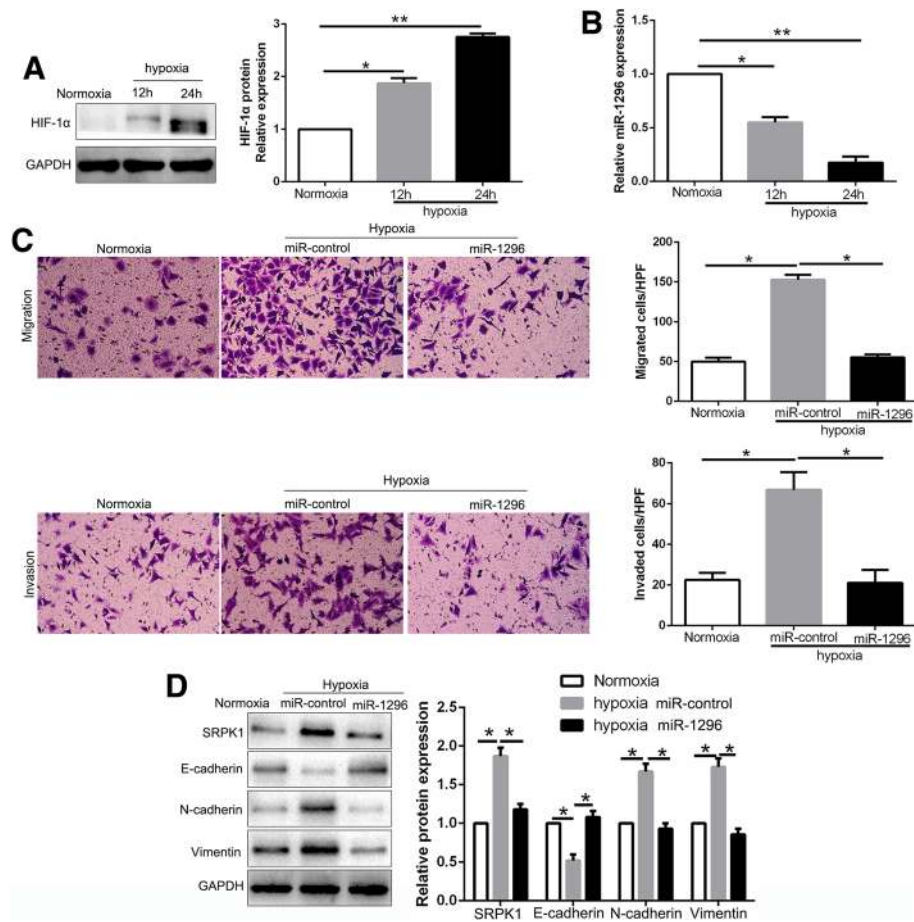 A
hypoxia
Normoxia 12h 24h
HIF-1α
GAPDH
HIF-1α protein
Relative expression
3
2
1
0
*
**
Normoxia 12h 24h
hypoxia
B
Relative miR-1296 expression
1.5
1.0
0.5
0.0
**
*
Nomoxia 12h 24h
hypoxia
C
Hypoxia
Normoxia miR-control miR-1296
Migration
Migrated cells/HPF
150
100
50
0
* *
Normoxia miR-control miR-1296
hypoxia
Hypoxia
Normoxia miR-control miR-1296
Invasion
Invaded cells/HPF
80
60
40
20
0
* *
Normoxia miR-control miR-1296
hypoxia
D
Hypoxia
Normoxia miR-control miR-1296
SRPK1
E-cadherin
N-cadherin
Vimentin
GAPDH
Normoxia
hypoxia miR-control
hypoxia miR-1296
Relative protein expression
2.0
1.5
1.0
0.5
0.0
* * * * * * * *
SRPK1 E-cadherin N-cadherin Vimentin